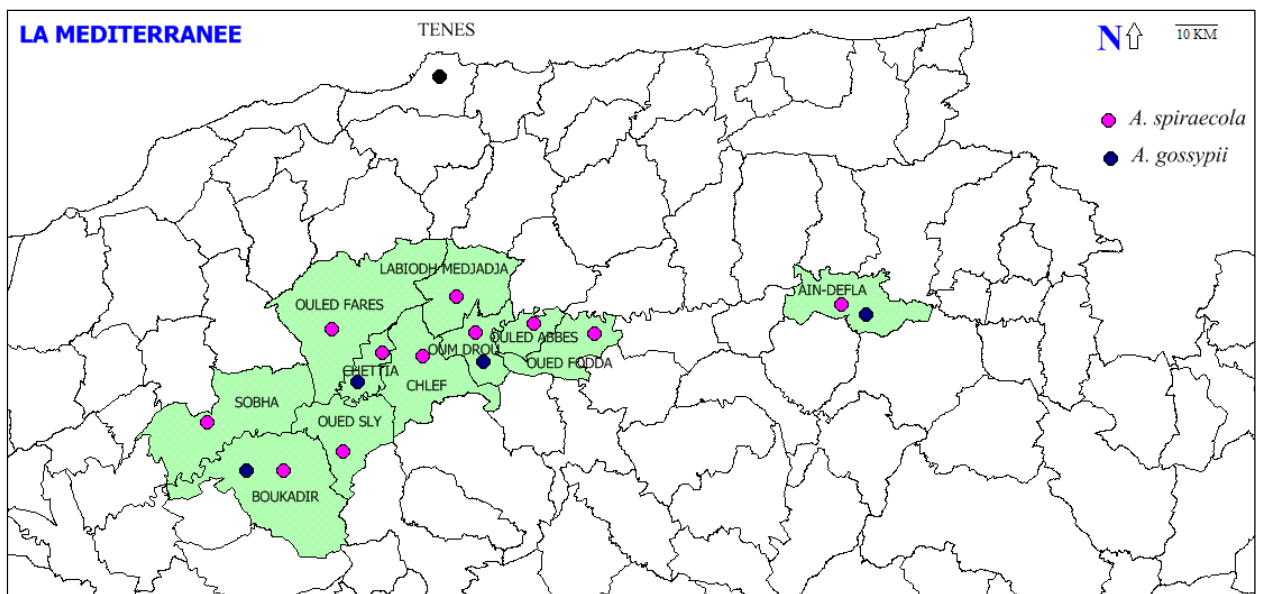 LA MEDITERRANEE
TENES
N
10 KM
A. spiraecola
A. gossypii
LABIODH MEDJADJA
OULED FARES
AIN-DEFLA
OULED ABBES
OUM DROU
OUED FODDA
CHETTIA
CHLEF
SOBHA
OUED SLY
BOUKADIR